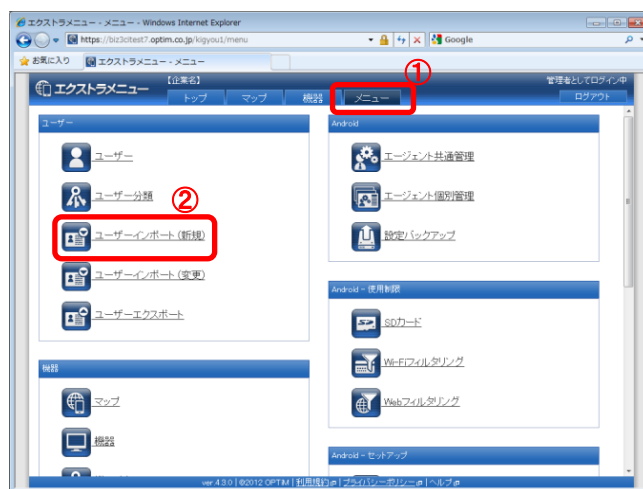 エクストラメニュー - メニュー - Windows Internet Explorer
https://biz3citest7.optim.co.jp/kigyou1/menu
Google
お気に入り
エクストラメニュー - メニュー
①
エクストラメニュー
【企業名】
管理者としてログイン中
トップ
マップ
機器
メニュー
ログアウト
ユーザー
ユーザー
ユーザー分類
②
ユーザーインポート(新規)
ユーザーインポート(変更)
ユーザーエクスポート
機器
マップ
機器
Android
エージェント共通管理
エージェント個別管理
設定バックアップ
Android - 使用制限
SDカード
Wi-Fiフィルタリング
Webフィルタリング
Android - セットアップ
ver.4.3.0 | ©2012 OPTiM | 利用規約 | プライバシーポリシー | ヘルプ